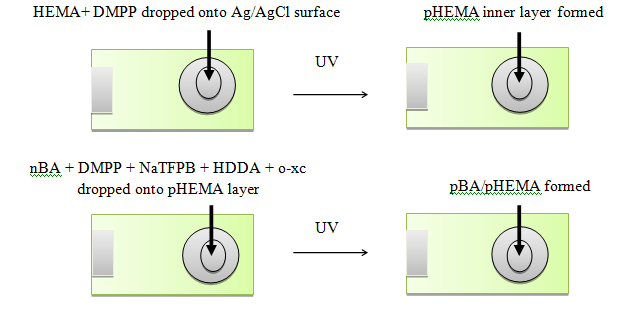 HEMA+ DMPP dropped onto Ag/AgCl surface
pHEMA inner layer formed
UV
nBA + DMPP + NaTFPB + HDDA + o-xc
dropped onto pHEMA layer
pBA/pHEMA formed
UV